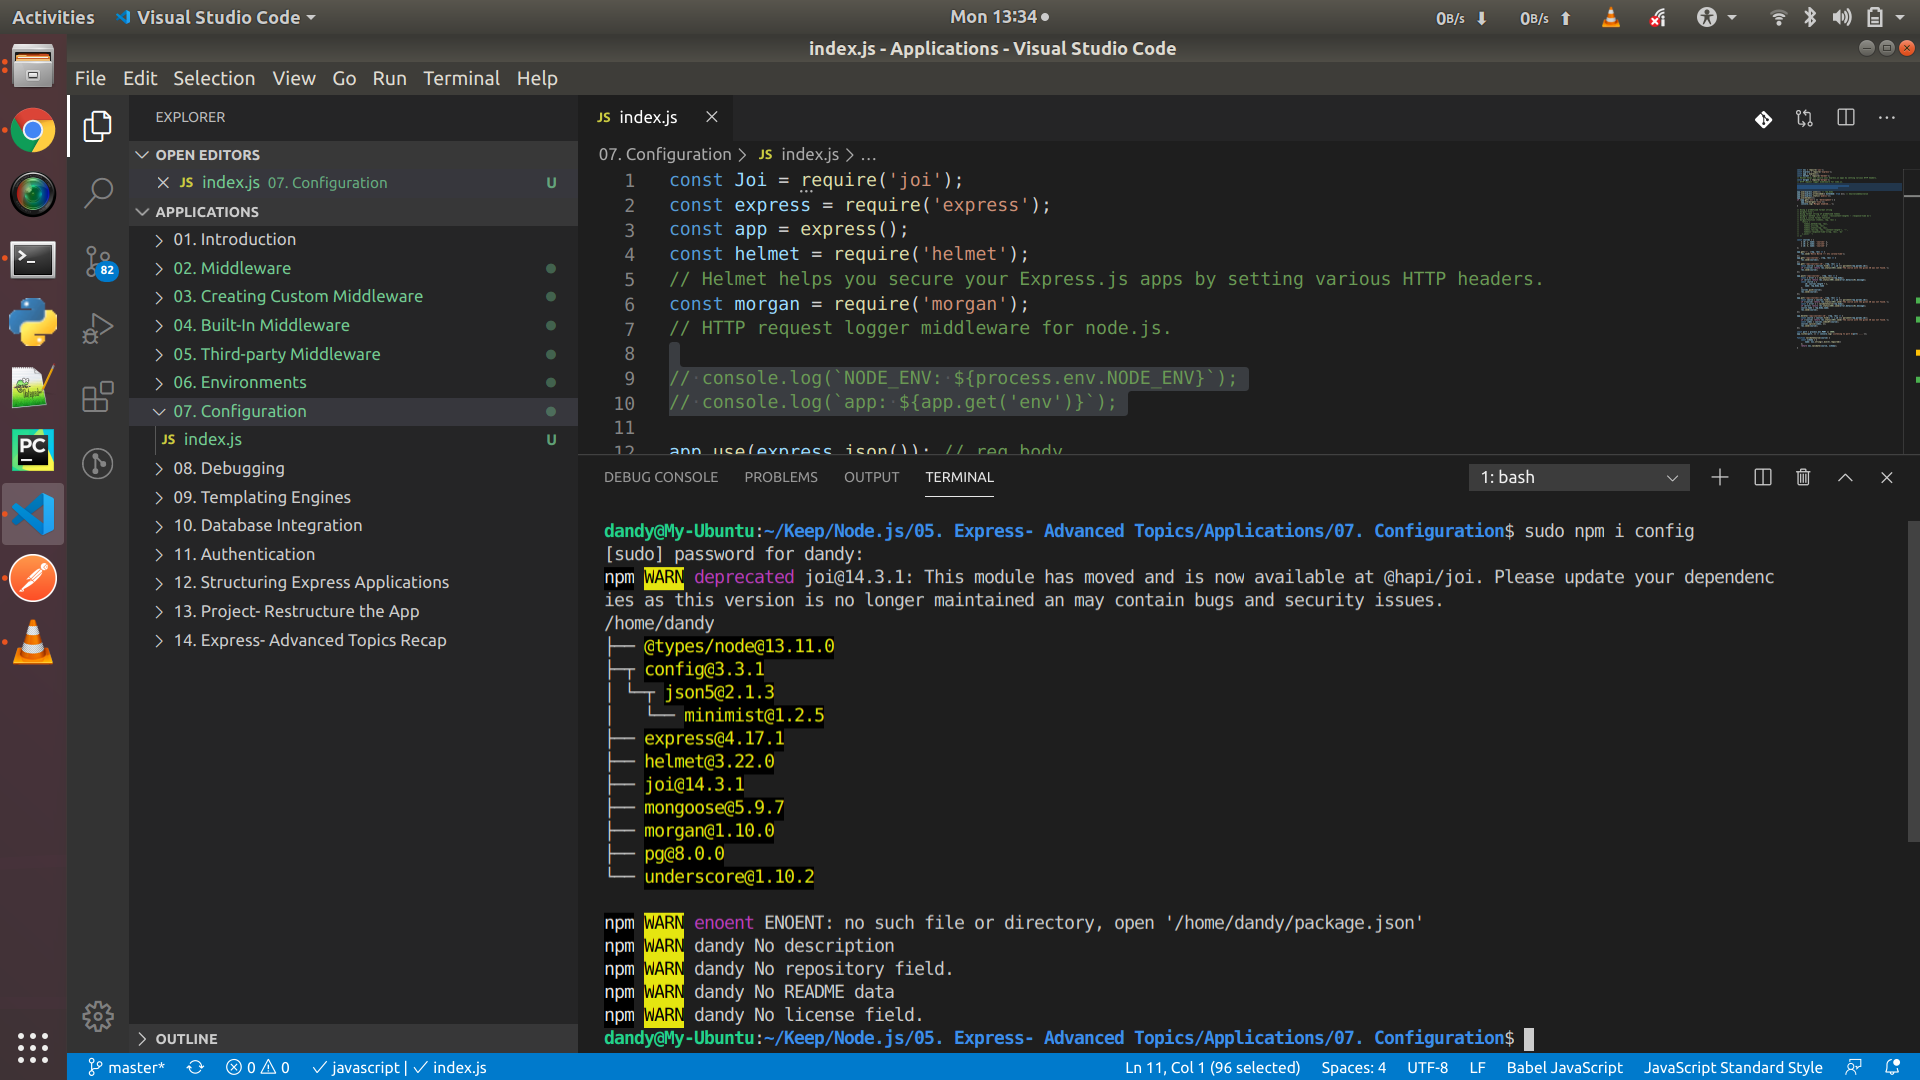 Activities
Visual Studio Code
Mon 13:34
0B/s
0B/s
index.js - Applications - Visual Studio Code
File Edit Selection View Go Run Terminal Help
EXPLORER
OPEN EDITORS
JS index.js 07. Configuration U
APPLICATIONS
01. Introduction
02. Middleware
03. Creating Custom Middleware
04. Built-In Middleware
05. Third-party Middleware
06. Environments
07. Configuration
JS index.js U
08. Debugging
09. Templating Engines
10. Database Integration
11. Authentication
12. Structuring Express Applications
13. Project- Restructure the App
14. Express- Advanced Topics Recap
OUTLINE
82
PC
JS index.js
07. Configuration > JS index.js > ...
1 const Joi = require('joi');
2 const express = require('express');
3 const app = express();
4 const helmet = require('helmet');
5 // Helmet helps you secure your Express.js apps by setting various HTTP headers.
6 const morgan = require('morgan');
7 // HTTP request logger middleware for node.js.
8
9 // console.log(`NODE_ENV: ${process.env.NODE_ENV}`);
10 // console.log(`app: ${app.get('env')}`);
11
12 app.use(express.json()); // req.body
DEBUG CONSOLE PROBLEMS OUTPUT TERMINAL
1: bash
dandy@My-Ubuntu:~/Keep/Node.js/05. Express- Advanced Topics/Applications/07. Configuration$ sudo npm i config
[sudo] password for dandy:
npm WARN deprecated joi@14.3.1: This module has moved and is now available at @hapi/joi. Please update your dependenc
ies as this version is no longer maintained an may contain bugs and security issues.
/home/dandy
├── @types/node@13.11.0
├─┬ config@3.3.1
│ └─┬ json5@2.1.3
│   └── minimist@1.2.5
├── express@4.17.1
├── helmet@3.22.0
├── joi@14.3.1
├── mongoose@5.9.7
├── morgan@1.10.0
├── pg@8.0.0
└── underscore@1.10.2
npm WARN enoent ENOENT: no such file or directory, open '/home/dandy/package.json'
npm WARN dandy No description
npm WARN dandy No repository field.
npm WARN dandy No README data
npm WARN dandy No license field.
dandy@My-Ubuntu:~/Keep/Node.js/05. Express- Advanced Topics/Applications/07. Configuration$
master* 0 0 javascript | index.js
Ln 11, Col 1 (96 selected) Spaces: 4 UTF-8 LF Babel JavaScript JavaScript Standard Style